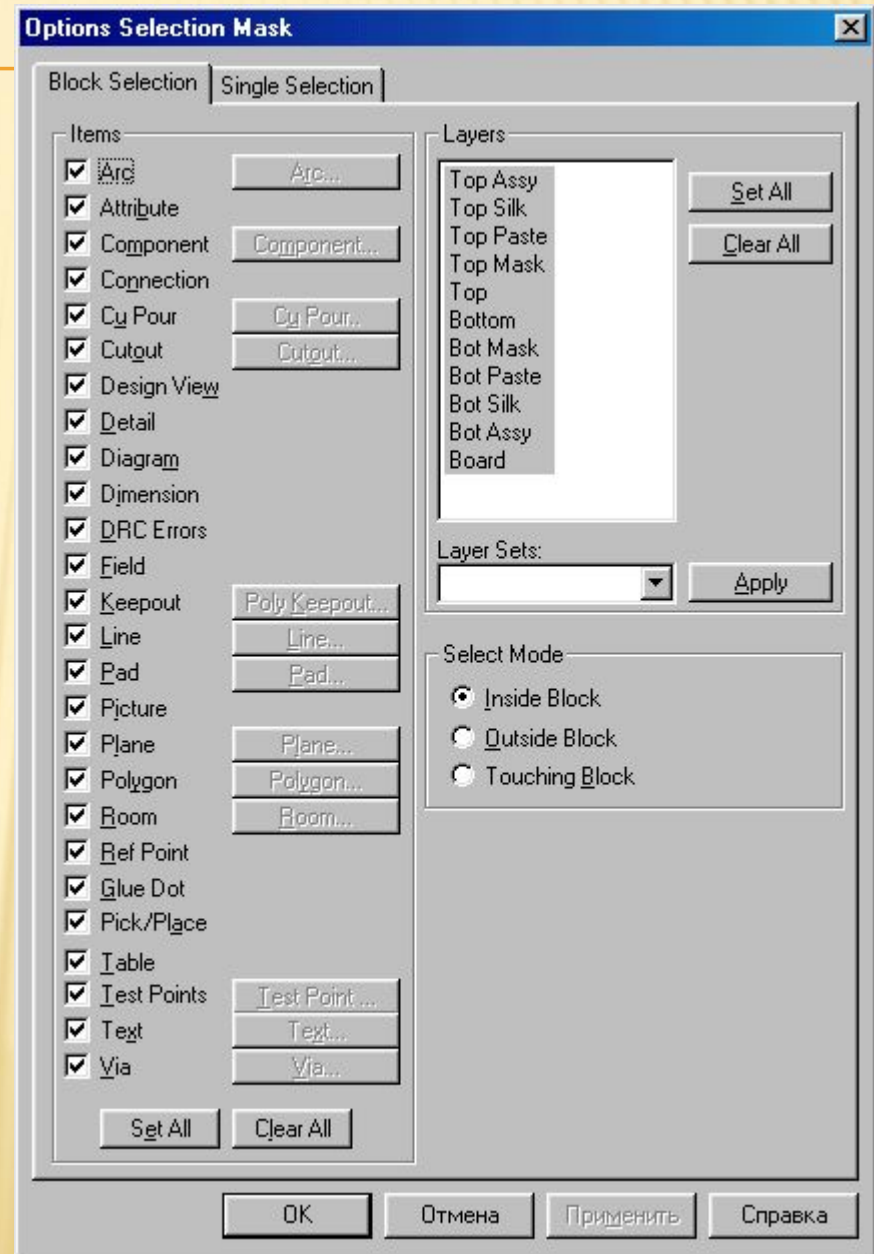 Options Selection Mask
Block Selection
Single Selection
Items
Arc
Arc...
Attribute
Component
Component...
Connection
Cu Pour
Cu Pour..
Cutout
Cutout...
Design View
Detail
Diagram
Dimension
DRC Errors
Field
Keepout
Poly Keepout...
Line
Line...
Pad
Pad...
Picture
Plane
Plane...
Polygon
Polygon...
Room
Room...
Ref Point
Glue Dot
Pick/Place
Table
Test Points
Test Point ...
Text
Text...
Via
Via...
Set All
Clear All
Layers
Top Assy
Top Silk
Top Paste
Top Mask
Top
Bottom
Bot Mask
Bot Paste
Bot Silk
Bot Assy
Board
Set All
Clear All
Layer Sets:
Apply
Select Mode
Inside Block
Outside Block
Touching Block
OK
Отмена
Применить
Справка